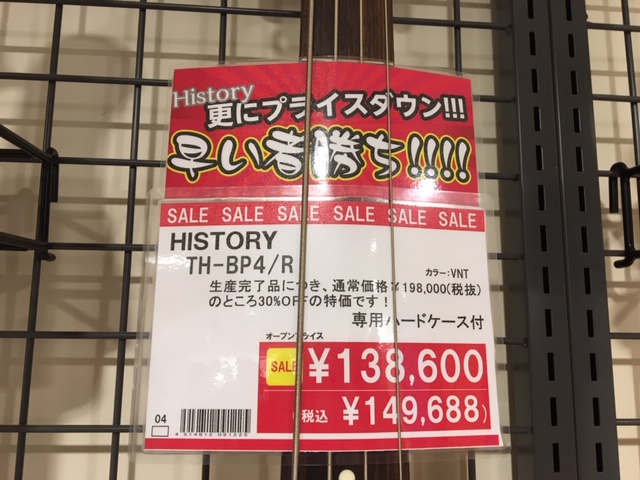 History
更にプライスダウン!!!
早い者勝ち!!!!
SALE SALE SALE SALE SALE SALE
HISTORY
TH-BP4/R
カラー:VNT
生産完了品につき、通常価格¥198,000(税抜)
のところ30%OFFの特価です!
専用ハードケース付
オープンプライス
SALE ¥138,600
(税込 ¥149,688)
04
4514812091225